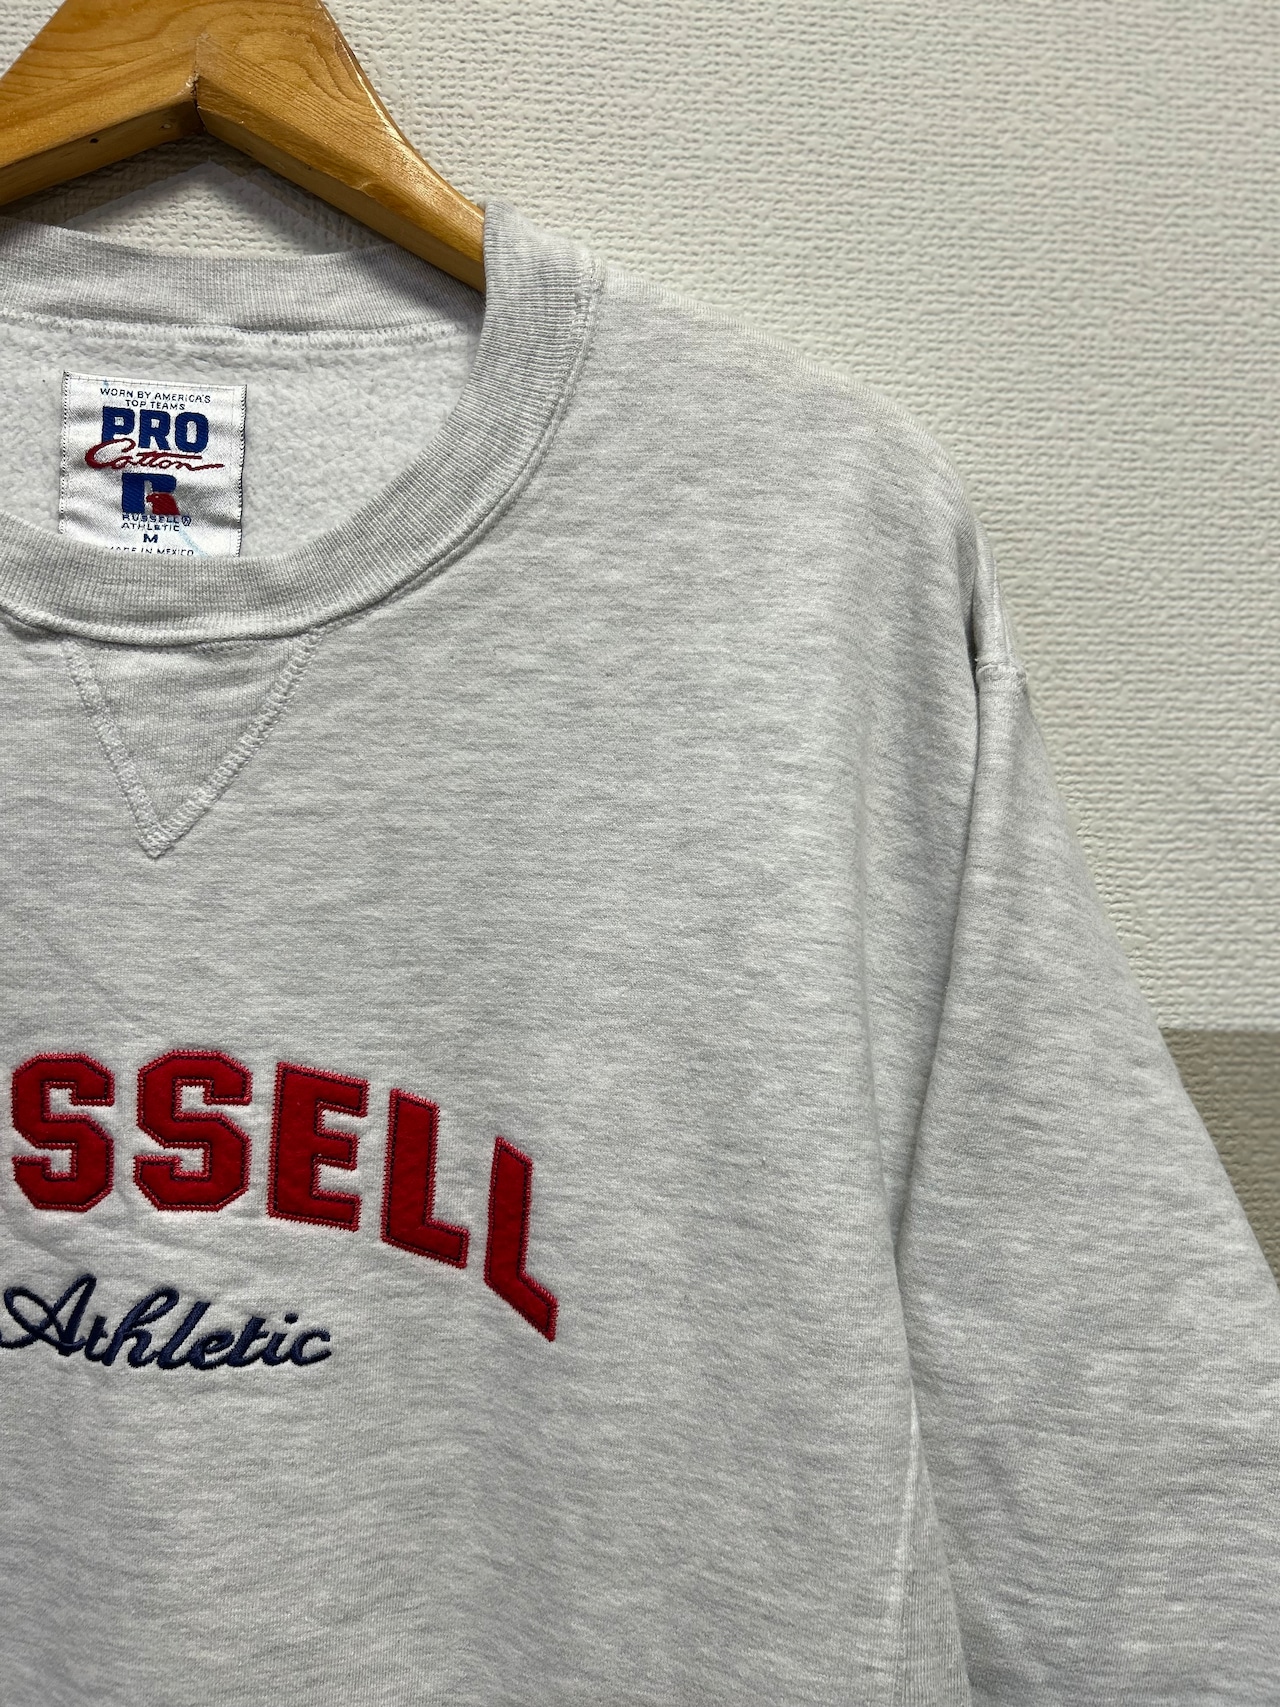 WORN BY AMERICA'S
TOP TEAMS
PRO
Cotton
R
RUSSELL®
ATHLETIC
M
MADE IN MEXICO
SSELL
Athletic